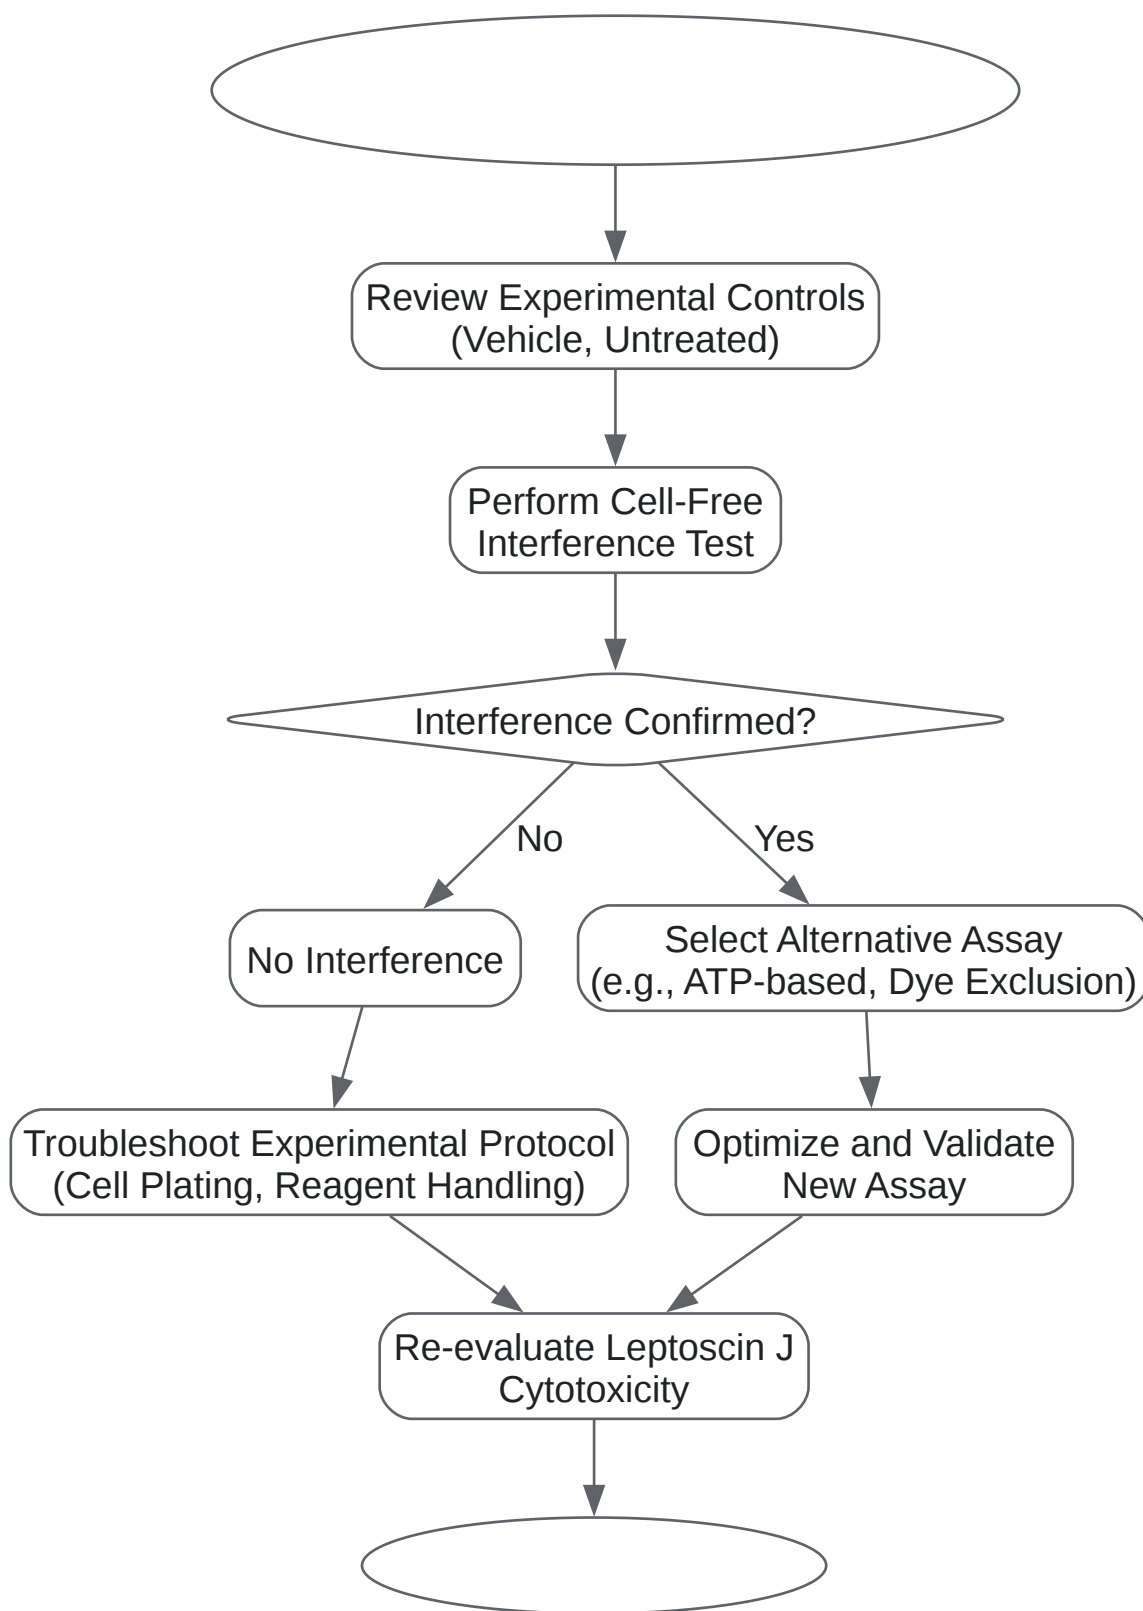 Review Experimental Controls
(Vehicle, Untreated)
Perform Cell-Free
Interference Test
Interference Confirmed?
No
Yes
No Interference
Select Alternative Assay
(e.g., ATP-based, Dye Exclusion)
Troubleshoot Experimental Protocol
(Cell Plating, Reagent Handling)
Optimize and Validate
New Assay
Re-evaluate Leptoscin J
Cytotoxicity